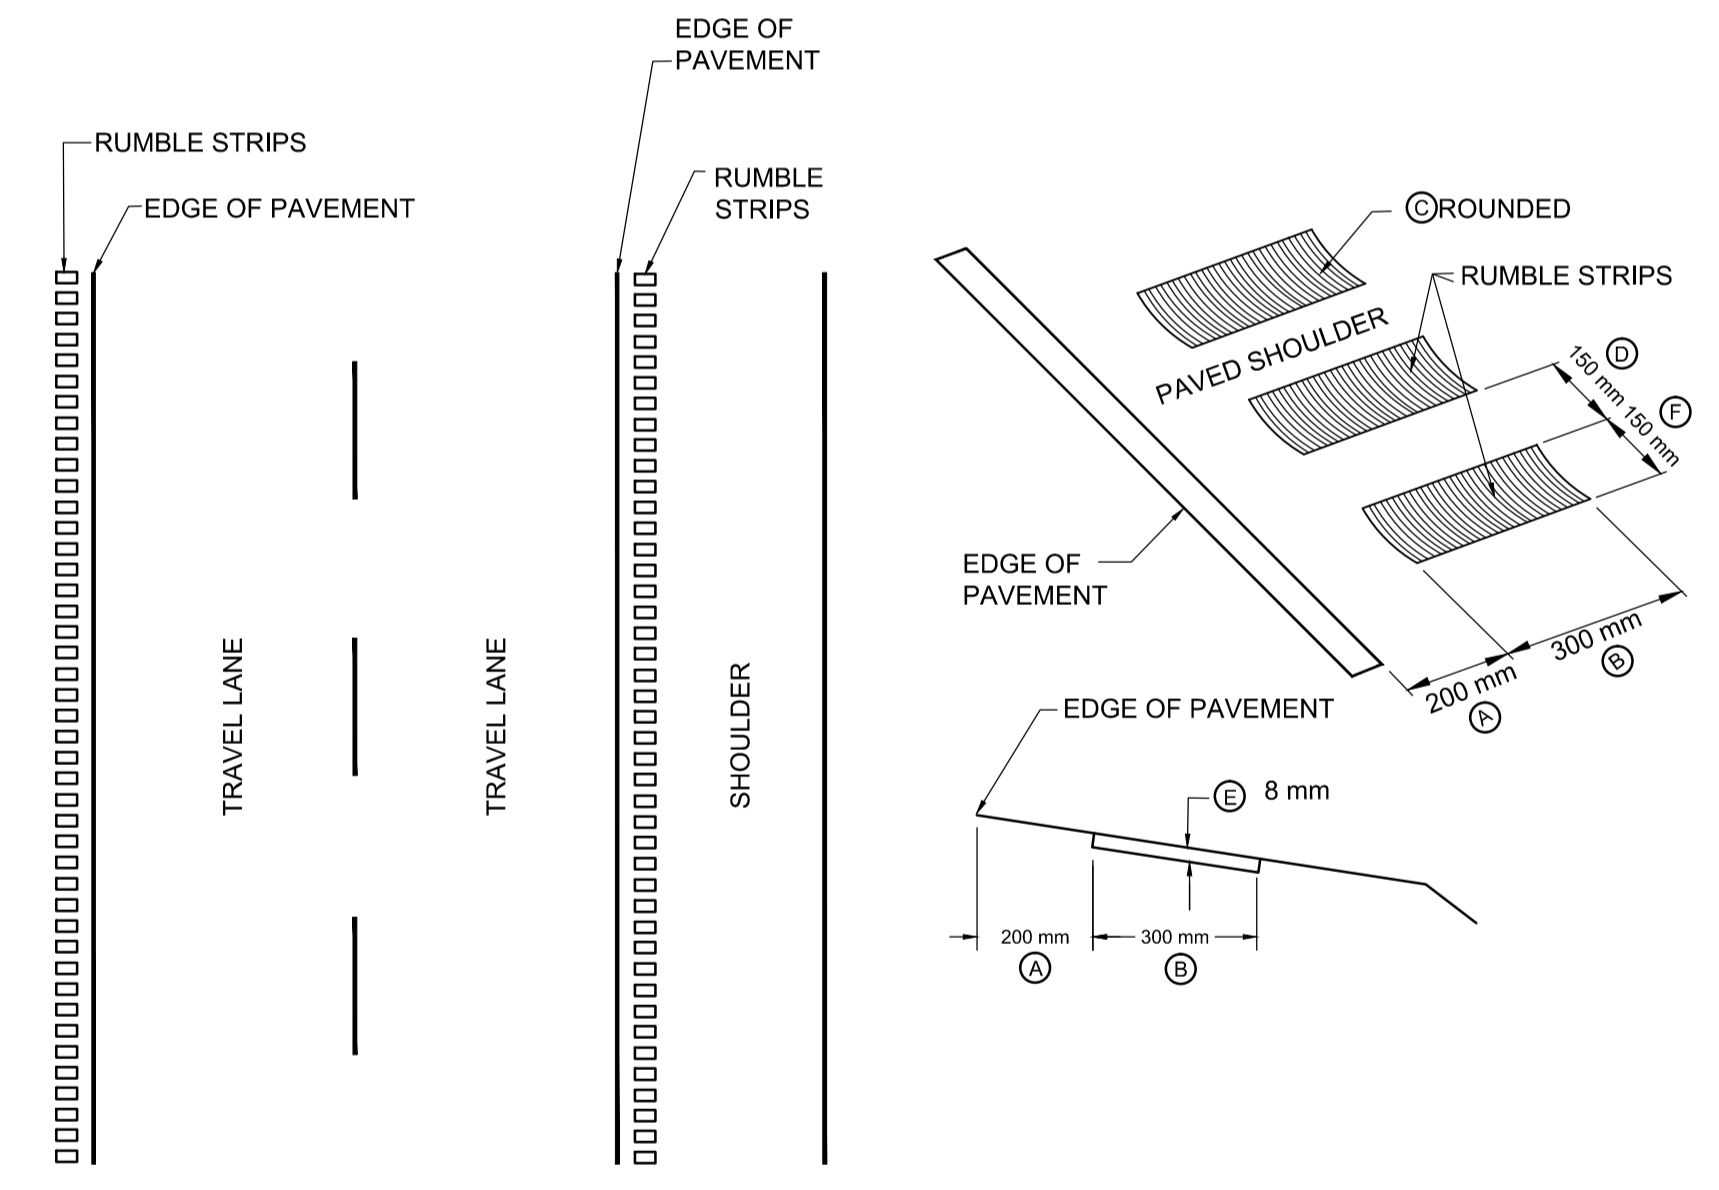 EDGE OF
PAVEMENT
RUMBLE STRIPS
RUMBLE
STRIPS
EDGE OF PAVEMENT
TRAVEL LANE
TRAVEL LANE
SHOULDER
C ROUNDED
RUMBLE STRIPS
PAVED SHOULDER
150 mm D
150 mm F
EDGE OF
PAVEMENT
300 mm
B
200 mm
A
EDGE OF PAVEMENT
E 8 mm
200 mm 300 mm
A B